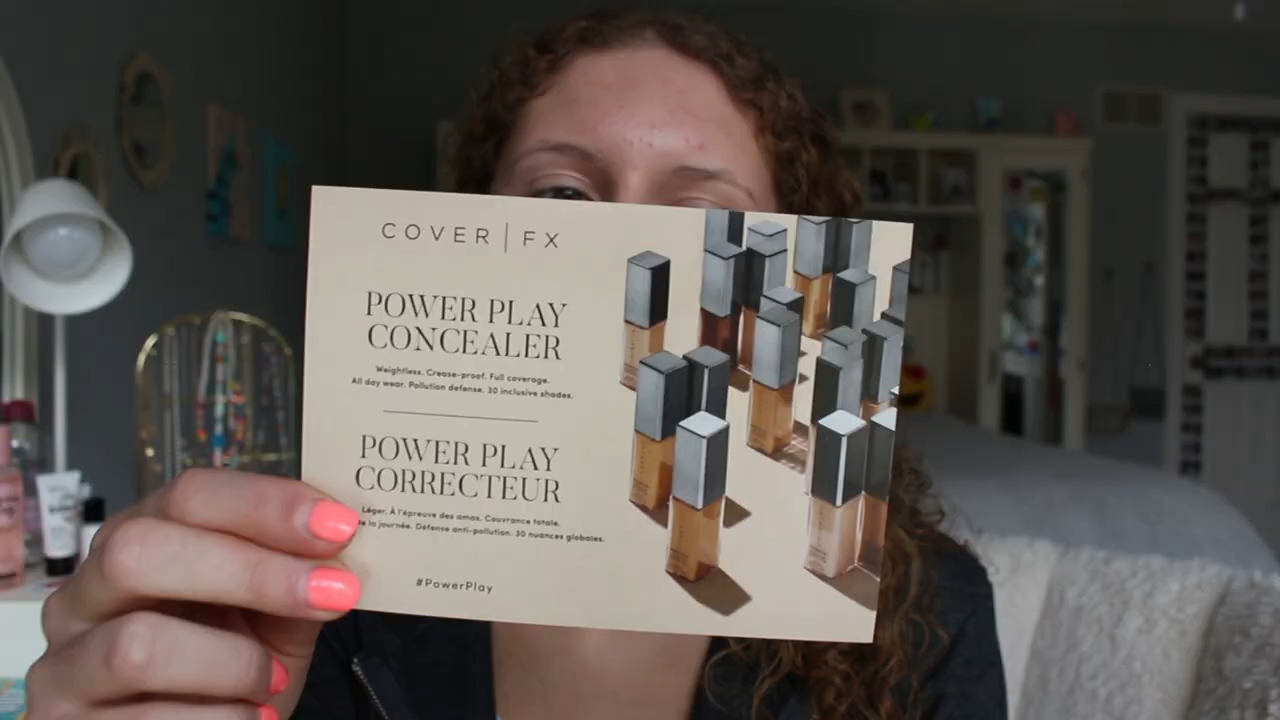 COVER | FX
POWER PLAY
CONCEALER
Weightless. Crease-proof. Full coverage.
All day wear. Pollution defense. 30 inclusive shades.
POWER PLAY
CORRECTEUR
Léger. À l'épreuve des amas. Couvrance totale.
la journée. Défense anti-pollution. 30 nuances globales.
#PowerPlay